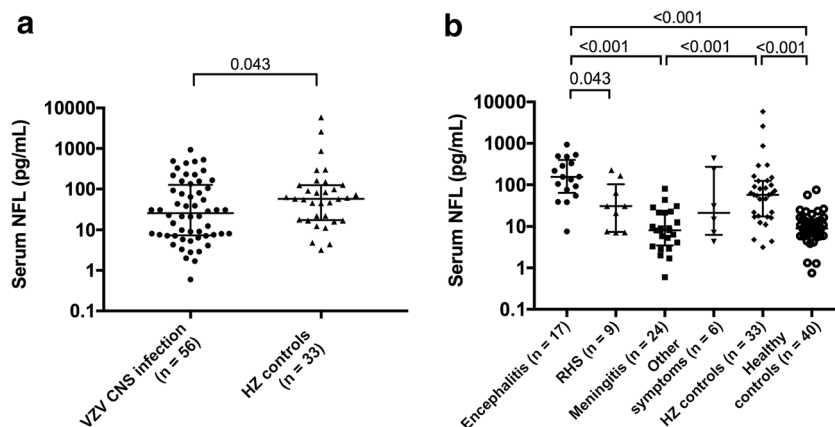 a
0.043
Serum NFL (pg/mL)
10000
1000
100
10
1
0.1
VZV CNS infection
(n = 56)
HZ controls
(n = 33)
b
<0.001
<0.001
<0.001
<0.001
0.043
Serum NFL (pg/mL)
10000
1000
100
10
1
0.1
Encephalitis (n = 17)
RHS (n = 9)
Meningitis (n = 24)
Other
symptoms (n = 6)
HZ controls (n = 33)
Healthy
controls (n = 40)